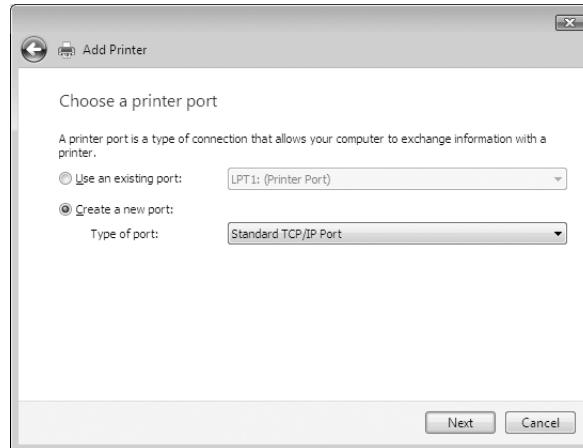 Add Printer
Choose a printer port
A printer port is a type of connection that allows your computer to exchange information with a
printer.
Use an existing port: LPT1: (Printer Port)
Create a new port:
Type of port: Standard TCP/IP Port
Next Cancel